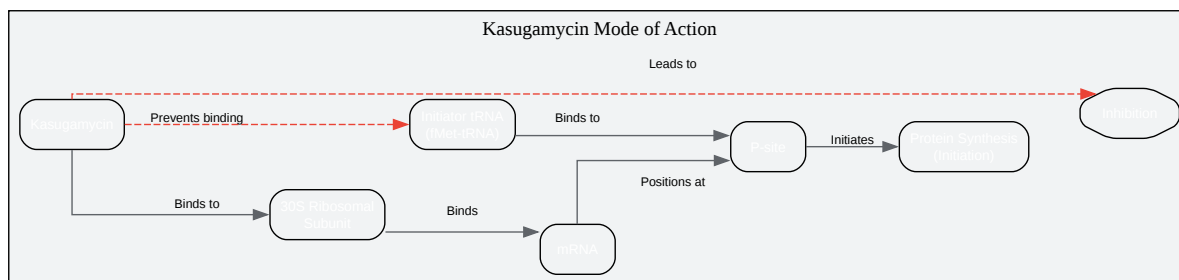 Kasugamycin Mode of Action
Leads to
Kasugamycin
Prevents binding
Initiator tRNA
(fMet-tRNA)
Binds to
P-site
Initiates
Protein Synthesis
(Initiation)
Inhibition
Positions at
Binds to
30S Ribosomal
Subunit
Binds
mRNA